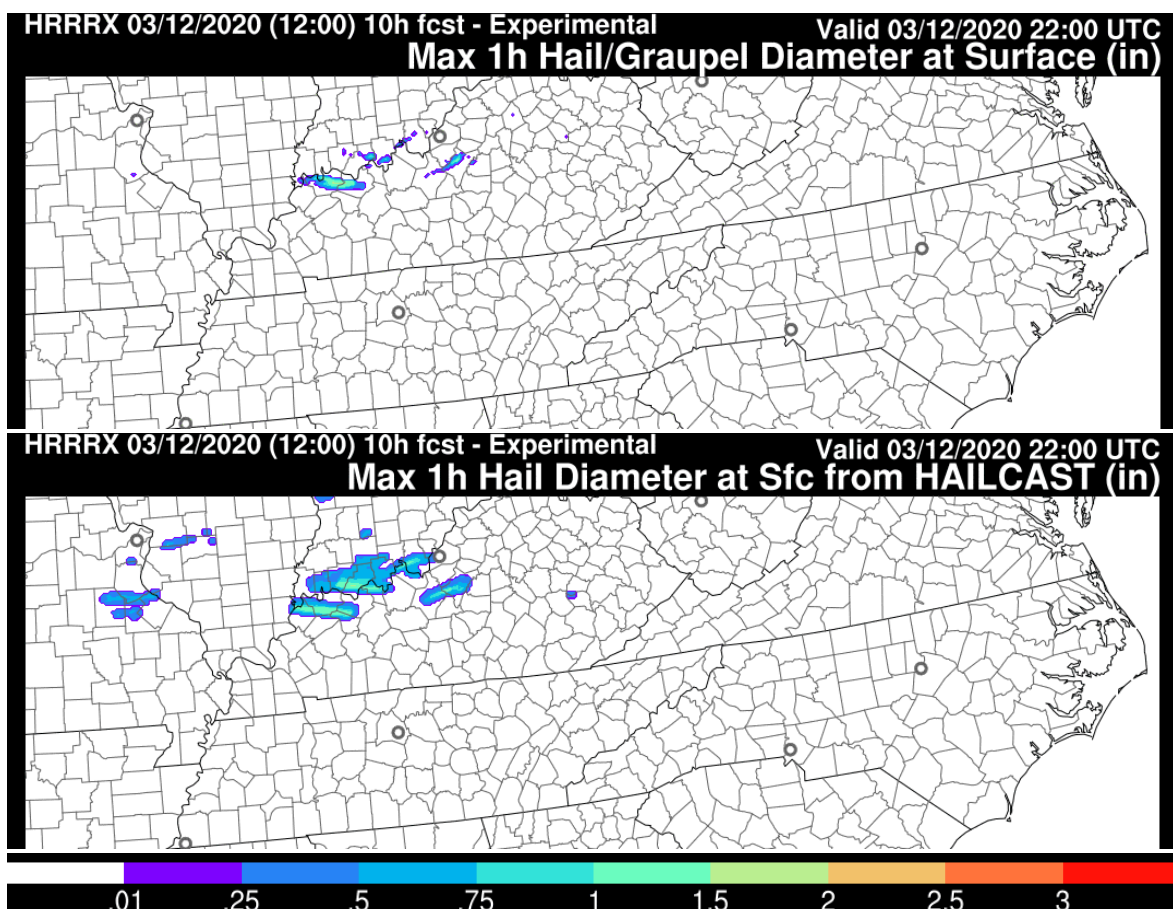 HRRRX 03/12/2020 (12:00) 10h fcst - Experimental Valid 03/12/2020 22:00 UTC
Max 1h Hail/Graupel Diameter at Surface (in)
HRRRX 03/12/2020 (12:00) 10h fcst - Experimental Valid 03/12/2020 22:00 UTC
Max 1h Hail Diameter at Sfc from HAILCAST (in)
.01 .25 .5 .75 1 1.5 2 2.5 3